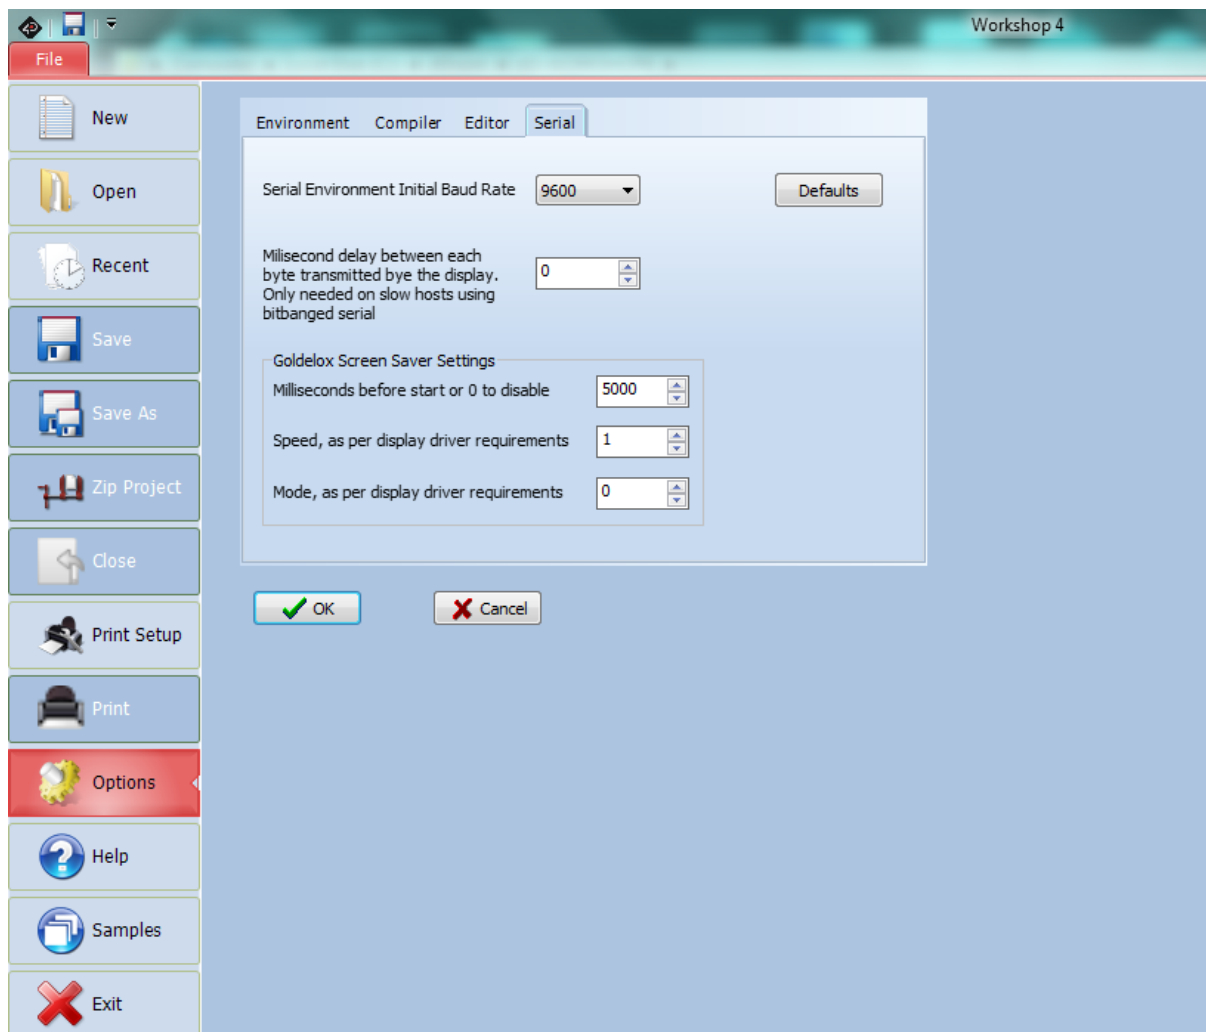 Workshop 4
File
New
Open
Recent
Save
Save As
Zip Project
Close
Print Setup
Print
Options
Help
Samples
Exit
Environment Compiler Editor Serial
Serial Environment Initial Baud Rate 9600 Defaults
Milisecond delay between each
byte transmitted bye the display.
Only needed on slow hosts using
bitbanged serial
0
Goldelox Screen Saver Settings
Milliseconds before start or 0 to disable 5000
Speed, as per display driver requirements 1
Mode, as per display driver requirements 0
OK Cancel